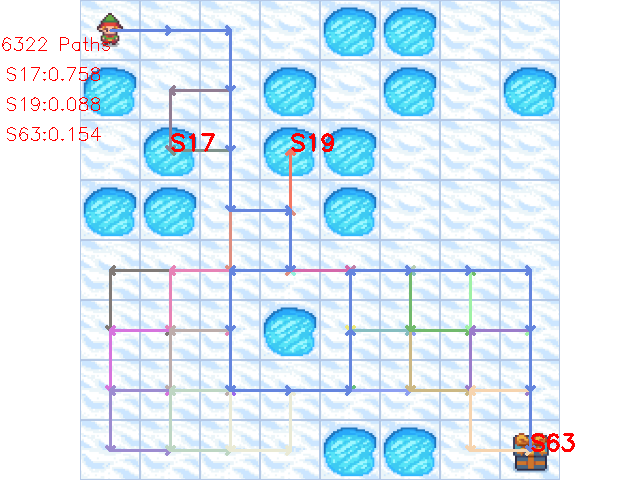 6322 Paths
S17:0.758
S19:0.088
S63:0.154
S17
S19
S63